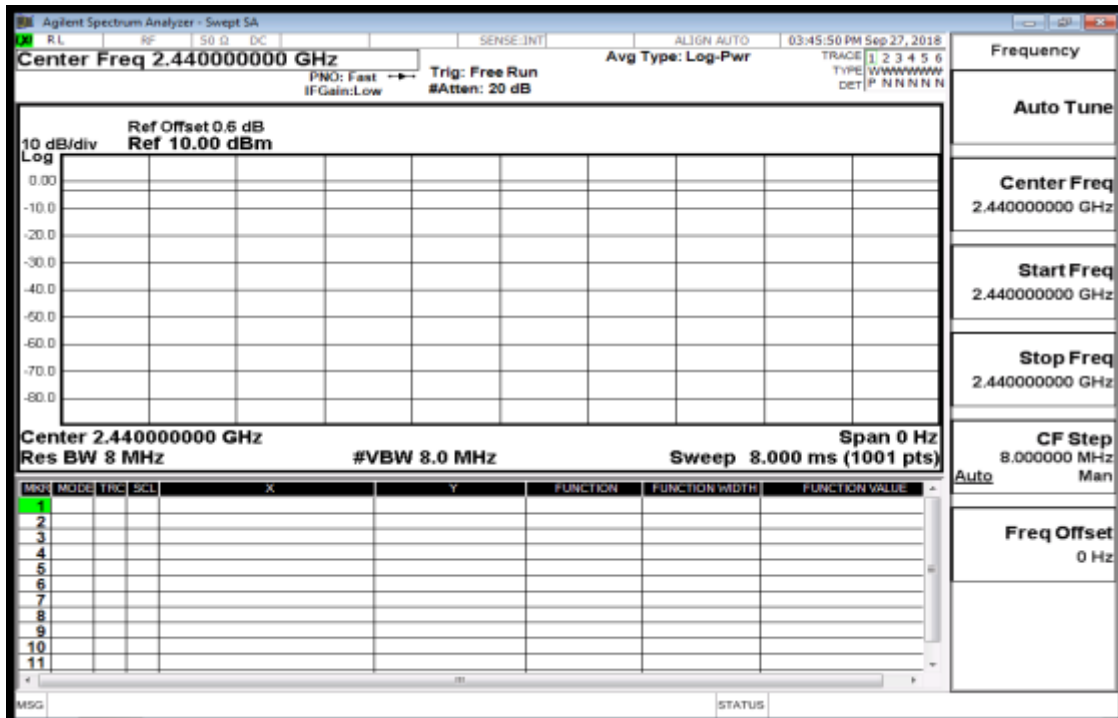 Agilent Spectrum Analyzer - Swept SA
RL RF 50 Ω DC SENSE:INT ALIGN AUTO 03:45:50 PM Sep 27, 2018
Center Freq 2.440000000 GHz
PNO: Fast
IFGain:Low
Trig: Free Run
#Atten: 20 dB
Avg Type: Log-Pwr
TRACE 1 2 3 4 5 6
TYPE WWWWWW
DET P N N N N N
Ref Offset 0.6 dB
10 dB/div Ref 10.00 dBm
Log
0.00
-10.0
-20.0
-30.0
-40.0
-50.0
-60.0
-70.0
-80.0
Center 2.440000000 GHz Span 0 Hz
Res BW 8 MHz #VBW 8.0 MHz Sweep 8.000 ms (1001 pts)
MKR MODE TRC SCL X Y FUNCTION FUNCTION WIDTH FUNCTION VALUE
1
2
3
4
5
6
7
8
9
10
11
MSG STATUS
Frequency
Auto Tune
Center Freq
2.440000000 GHz
Start Freq
2.440000000 GHz
Stop Freq
2.440000000 GHz
CF Step
8.000000 MHz
Auto Man
Freq Offset
0 Hz